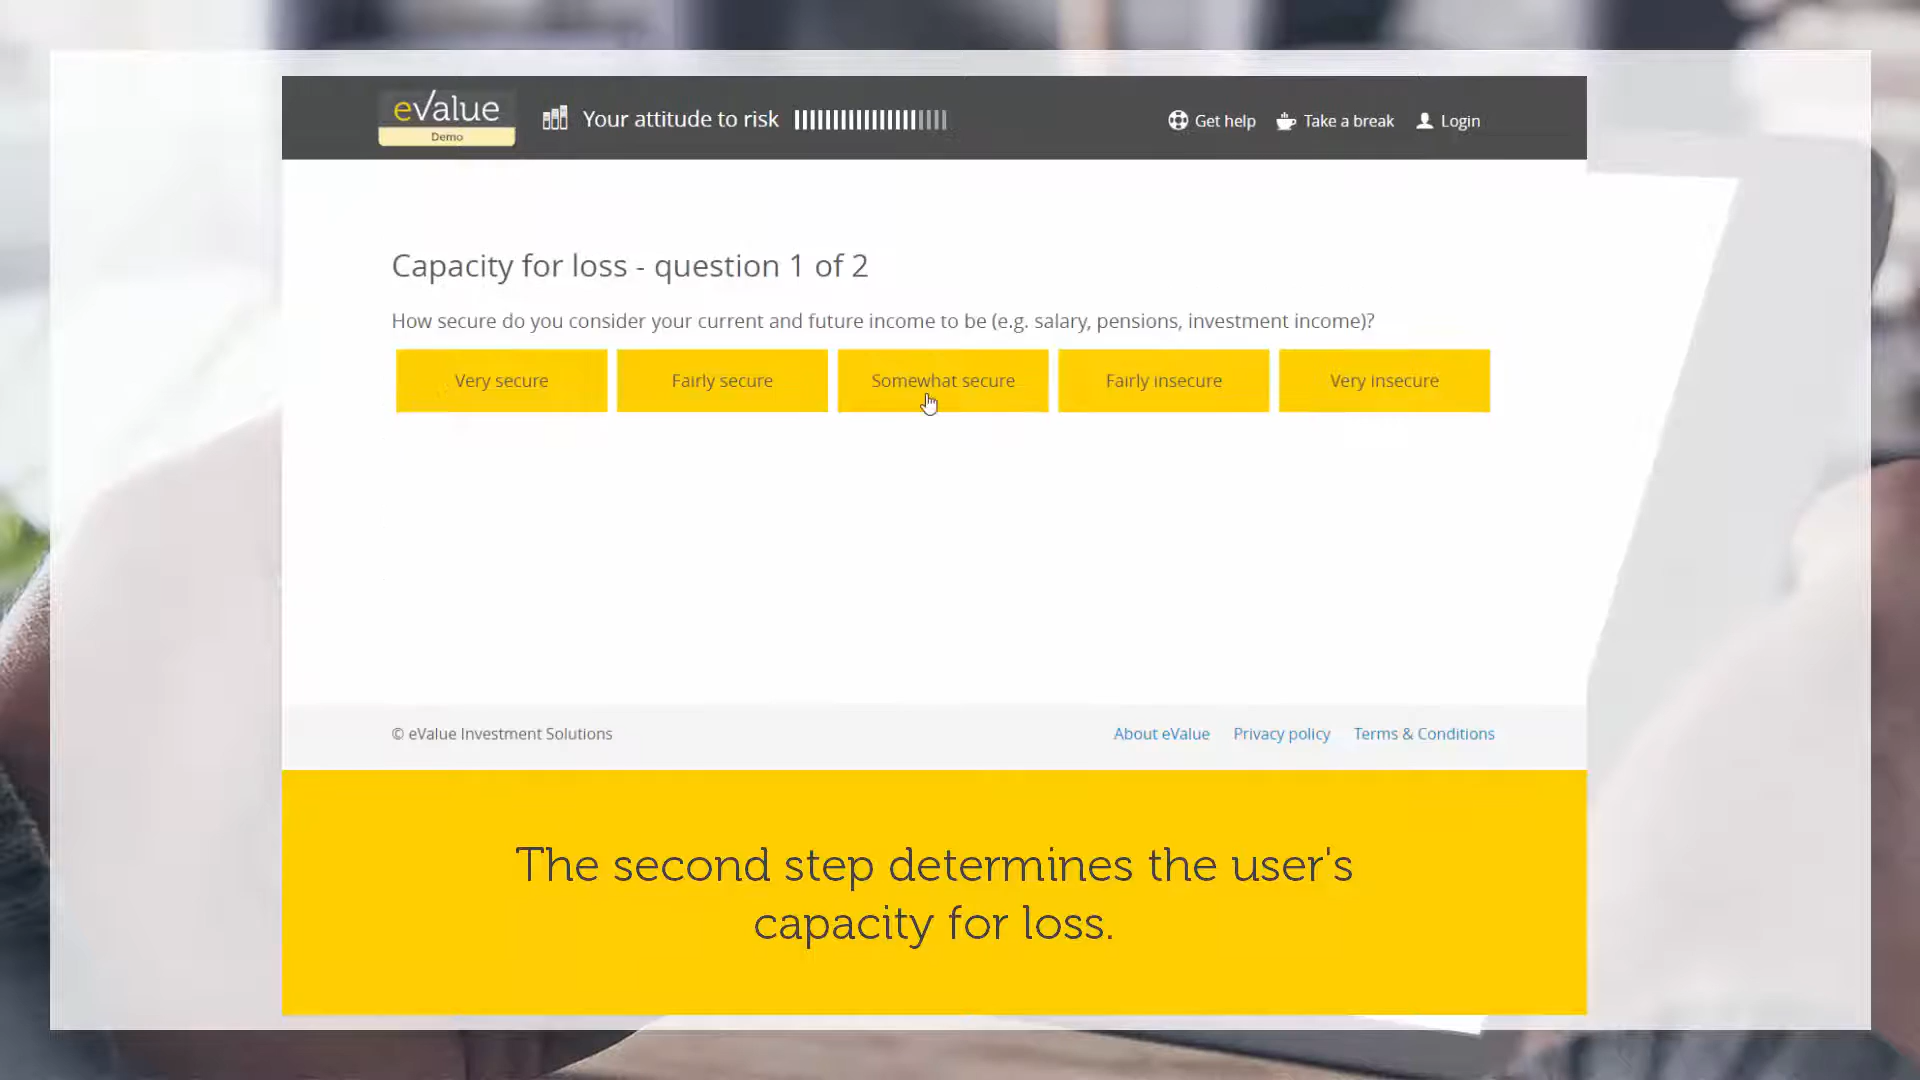 eValue
Demo
Your attitude to risk
Get help
Take a break
Login
Capacity for loss - question 1 of 2
How secure do you consider your current and future income to be (e.g. salary, pensions, investment income)?
Very secure
Fairly secure
Somewhat secure
Fairly insecure
Very insecure
© eValue Investment Solutions
About eValue
Privacy policy
Terms & Conditions
The second step determines the user's
capacity for loss.